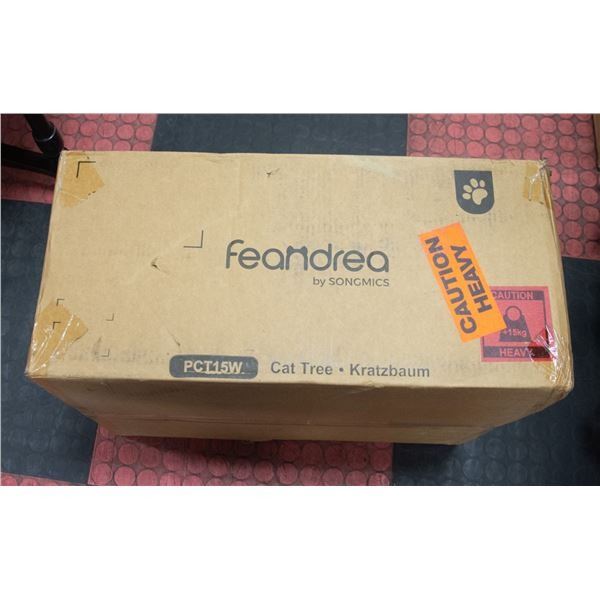 feandrea
by SONGMICS
CAUTION
HEAVY
CAUTION
+15kg
HEAVY
PCT15W
Cat Tree • Kratzbaum